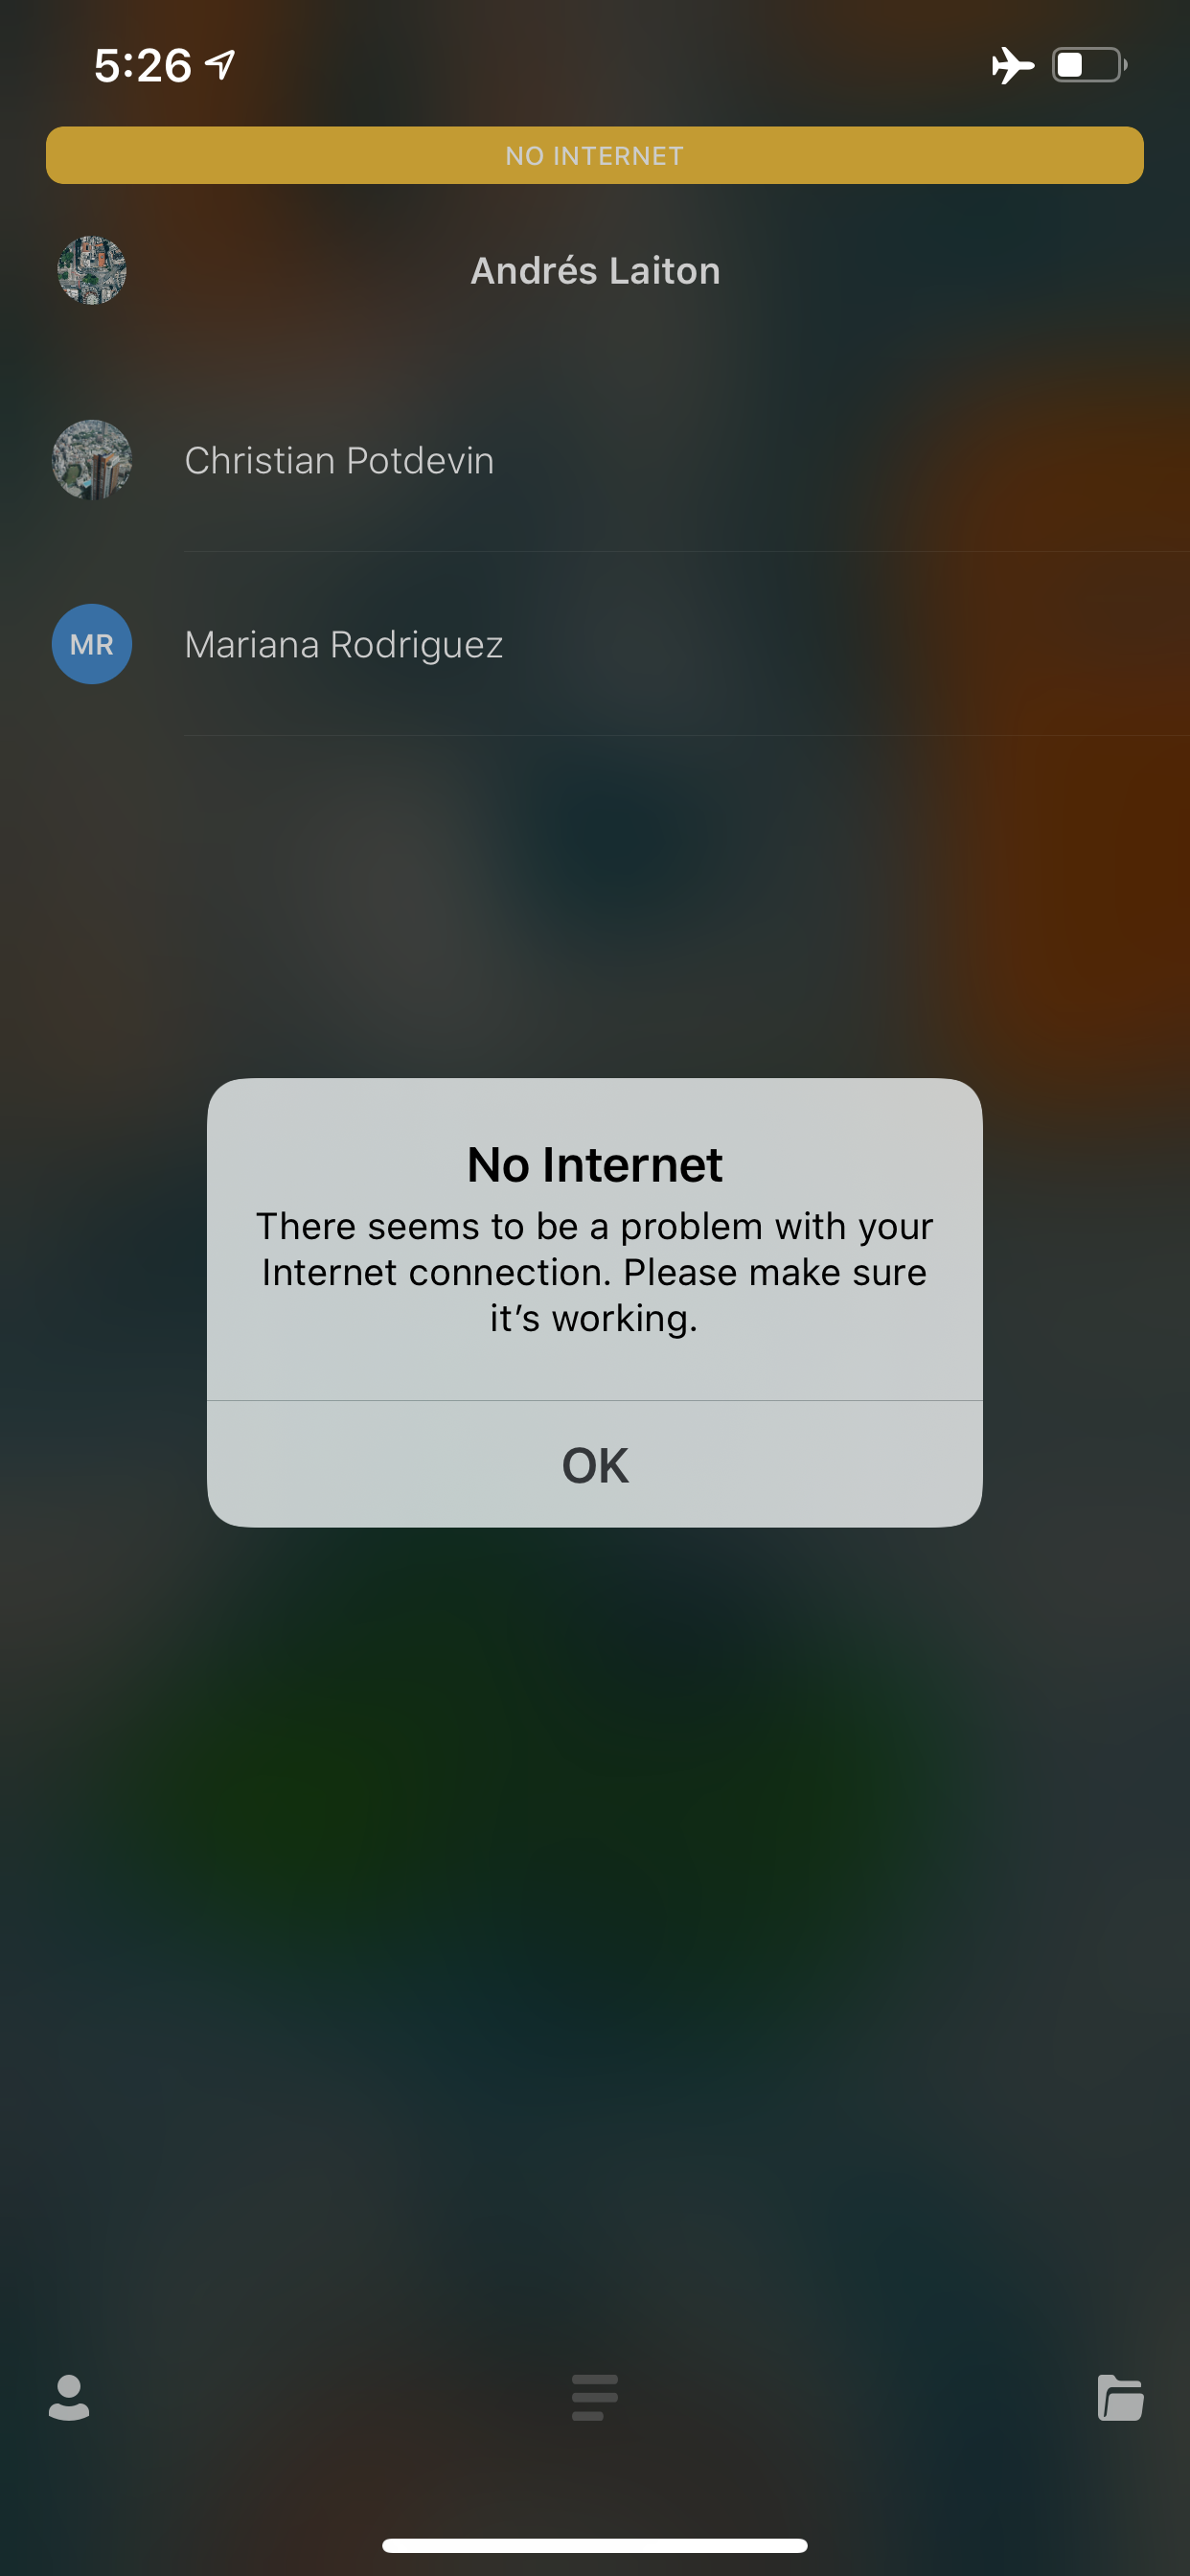 5:26
NO INTERNET
Andrés Laiton
Christian Potdevin
MR
Mariana Rodriguez
No Internet
There seems to be a problem with your
Internet connection. Please make sure
it’s working.
OK